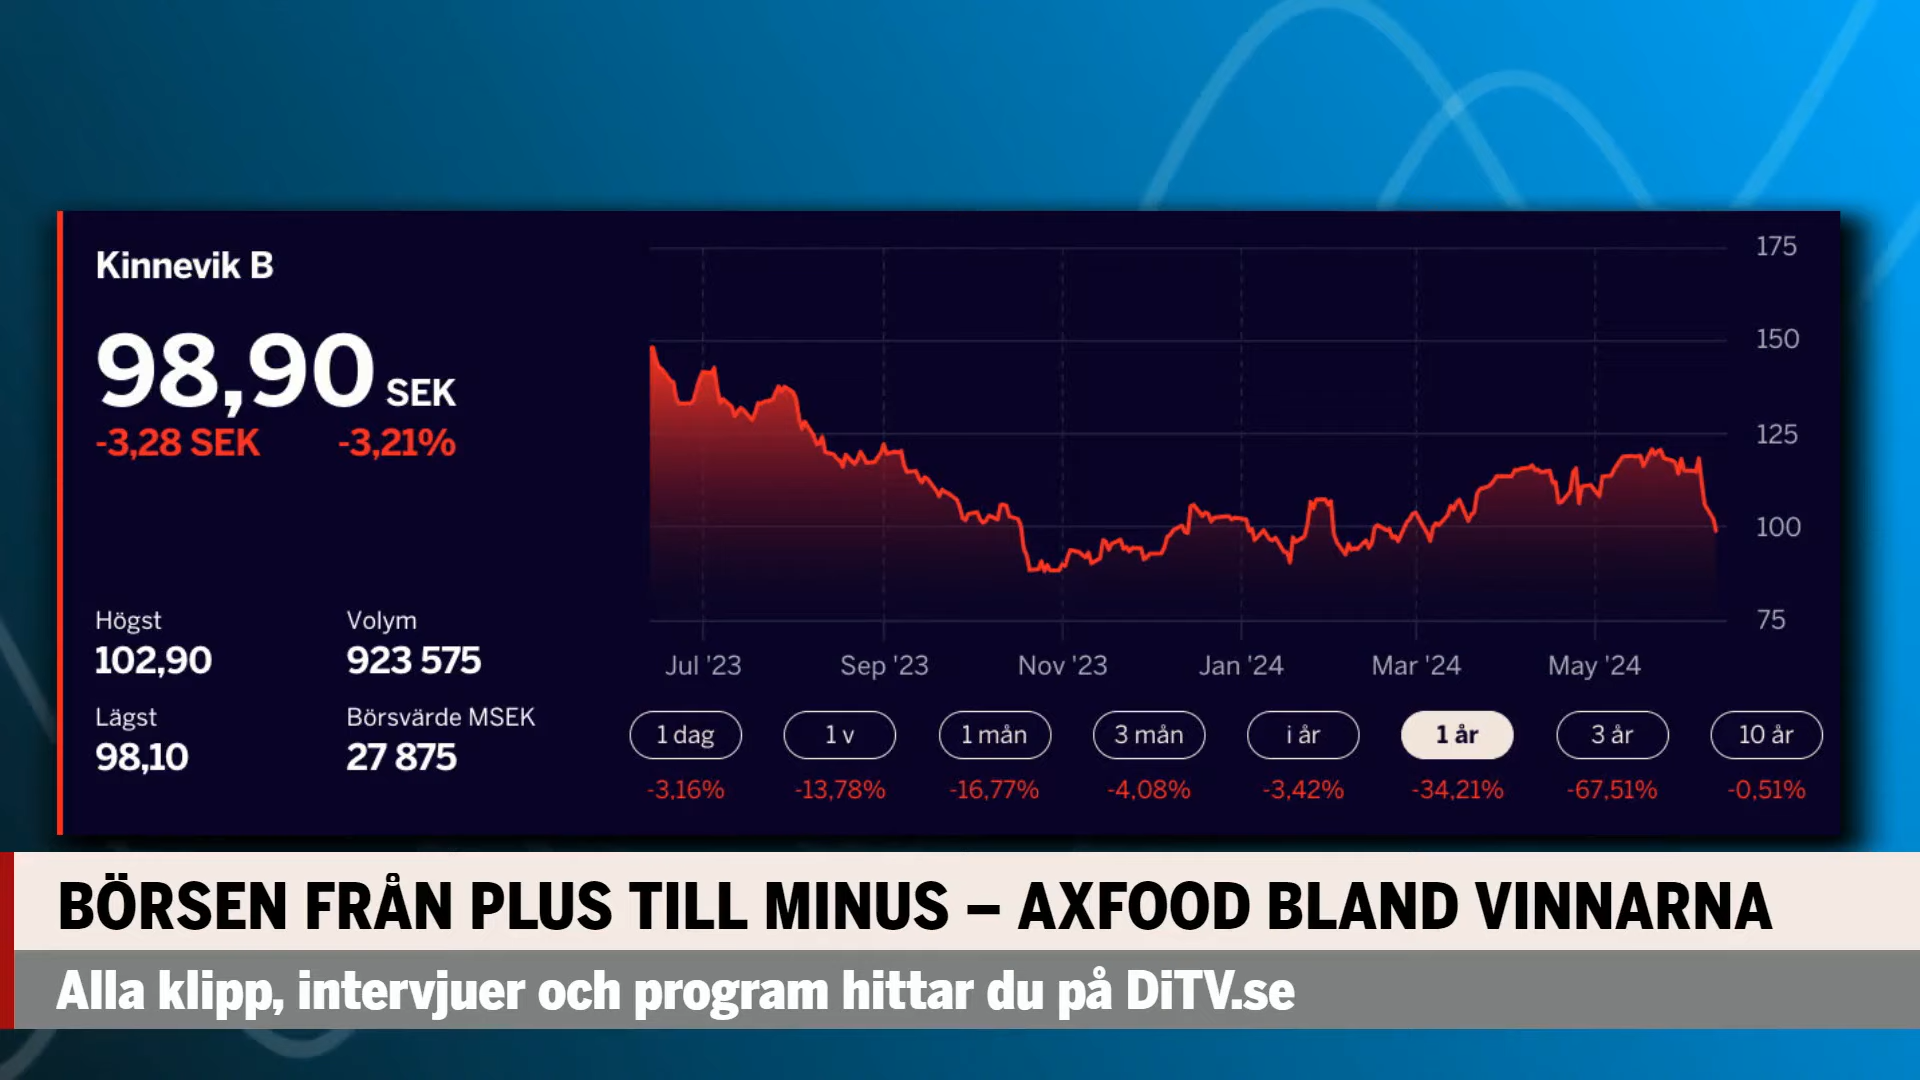 Kinnevik B
98,90 SEK
-3,28 SEK -3,21%
Högst Volym
102,90 923 575
Lägst Börsvärde MSEK
98,10 27 875
175
150
125
100
75
Jul '23 Sep '23 Nov '23 Jan '24 Mar '24 May '24
1 dag 1 v 1 mån 3 mån i år 1 år 3 år 10 år
-3,16% -13,78% -16,77% -4,08% -3,42% -34,21% -67,51% -0,51%
BÖRSEN FRÅN PLUS TILL MINUS – AXFOOD BLAND VINNARNA
Alla klipp, intervjuer och program hittar du på DiTV.se